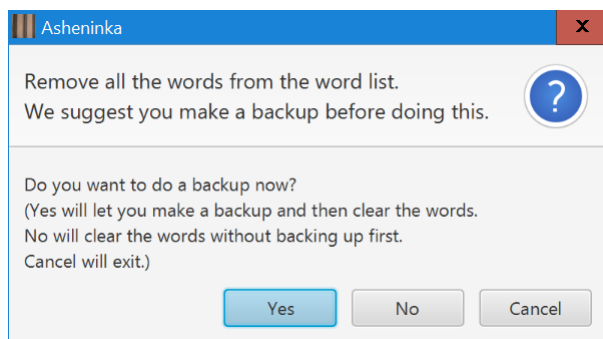 Asheninka
X
Remove all the words from the word list.
We suggest you make a backup before doing this.
?
Do you want to do a backup now?
(Yes will let you make a backup and then clear the words.
No will clear the words without backing up first.
Cancel will exit.)
Yes No Cancel